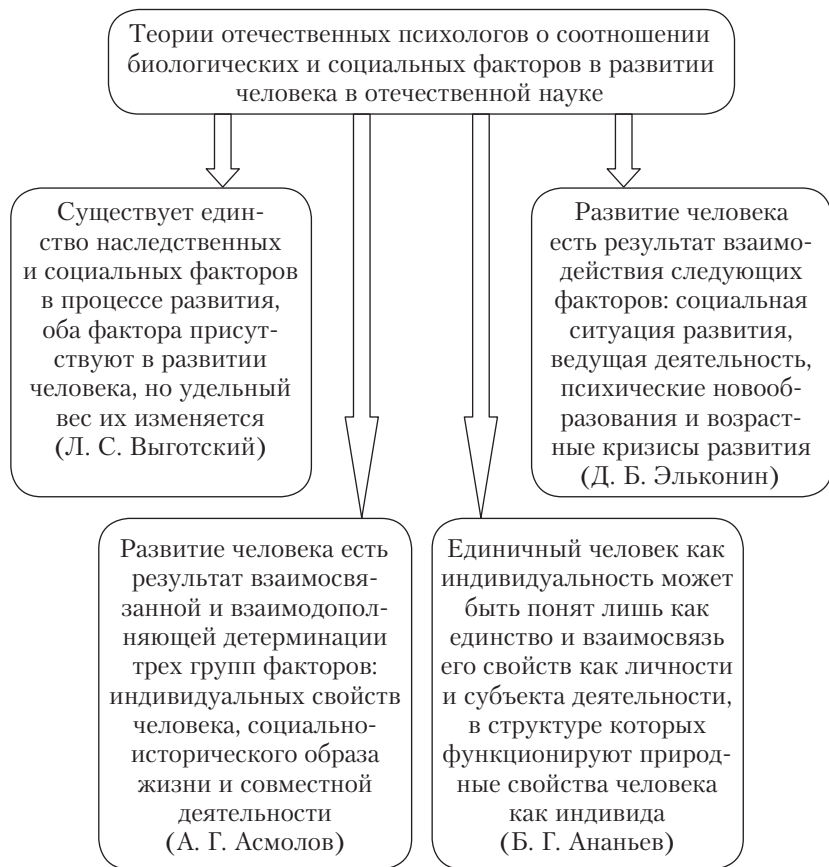 Теории отечественных психологов о соотношении
биологических и социальных факторов в развитии
человека в отечественной науке
Существует един-
ство наследственных
и социальных факторов
в процессе развития,
оба фактора присут-
ствуют в развитии
человека, но удельный
вес их изменяется
(Л. С. Выготский)
Развитие человека
есть результат взаимо-
действия следующих
факторов: социальная
ситуация развития,
ведущая деятельность,
психические новооб-
разования и возраст-
ные кризисы развития
(Д. Б. Эльконин)
Развитие человека есть
результат взаимосвя-
занной и взаимодопол-
няющей детерминации
трех групп факторов:
индивидуальных свойств
человека, социально-
исторического образа
жизни и совместной
деятельности
(А. Г. Асмолов)
Единичный человек как
индивидуальность может
быть понят лишь как
единство и взаимосвязь
его свойств как личности
и субъекта деятельности,
в структуре которых
функционируют природ-
ные свойства человека
как индивида
(Б. Г. Ананьев)